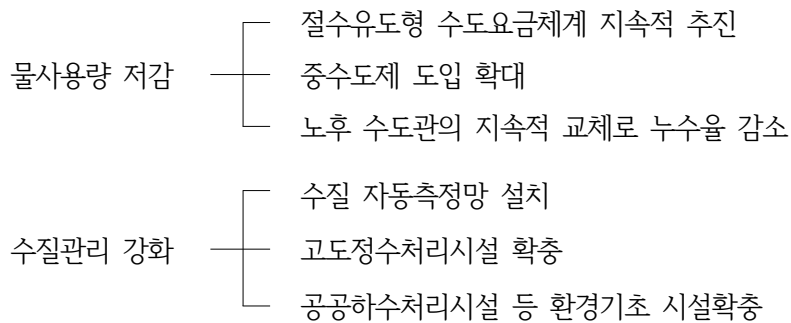 절수유도형 수도요금체계 지속적 추진
물사용량 저감
중수도제 도입 확대
노후 수도관의 지속적 교체로 누수율 감소
수질 자동측정망 설치
수질관리 강화
고도정수처리시설 확충
공공하수처리시설 등 환경기초 시설확충